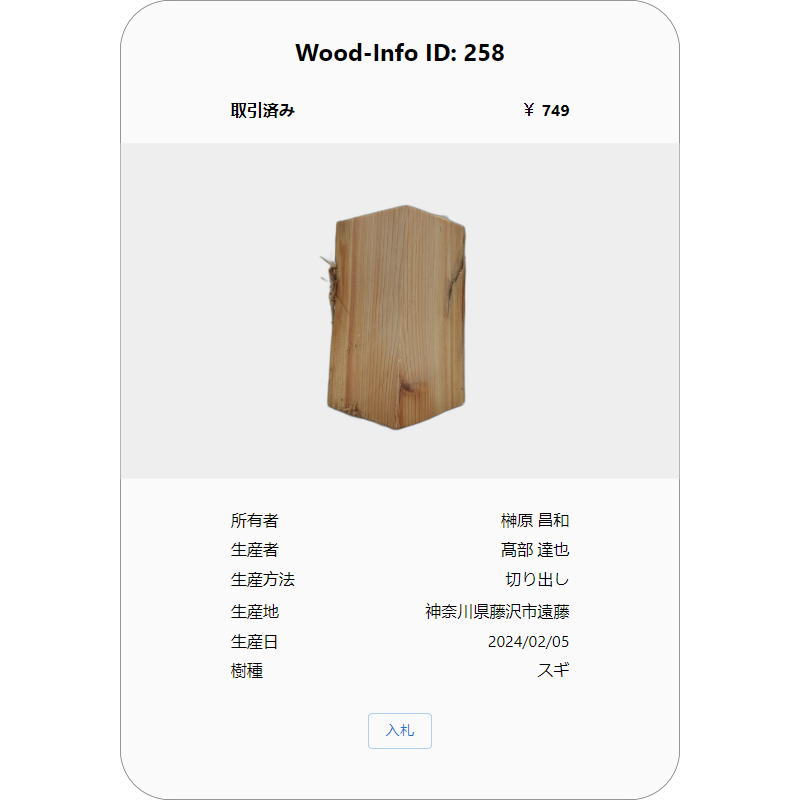 Wood-Info ID: 258
取引済み ￥ 749
所有者 榊原 昌和
生産者 髙部 達也
生産方法 切り出し
生産地 神奈川県藤沢市遠藤
生産日 2024/02/05
樹種 スギ
入札